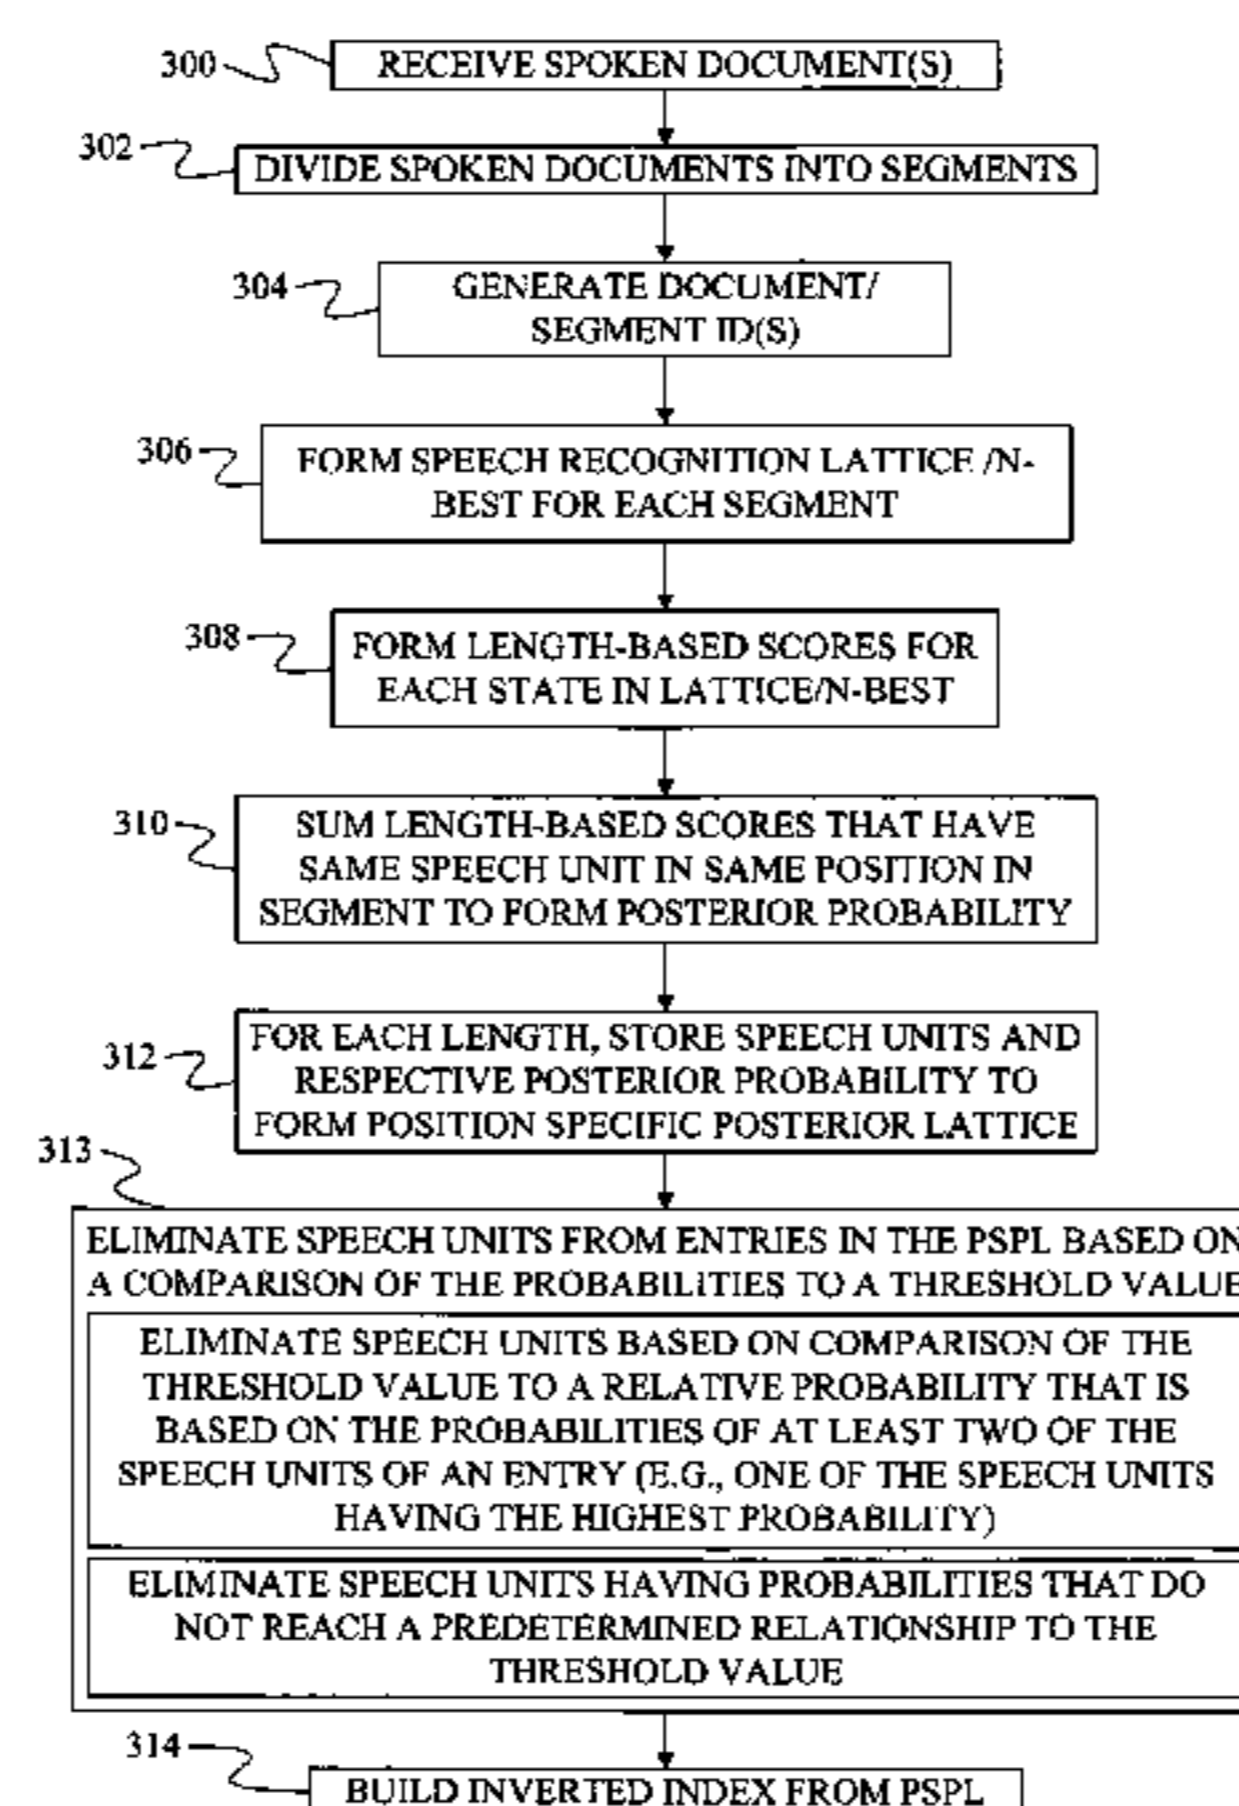 300
RECEIVE SPOKEN DOCUMENT(S)
302
DIVIDE SPOKEN DOCUMENTS INTO SEGMENTS
304
GENERATE DOCUMENT/
SEGMENT ID(S)
306
FORM SPEECH RECOGNITION LATTICE /N-
BEST FOR EACH SEGMENT
308
FORM LENGTH-BASED SCORES FOR
EACH STATE IN LATTICE/N-BEST
310
SUM LENGTH-BASED SCORES THAT HAVE
SAME SPEECH UNIT IN SAME POSITION IN
SEGMENT TO FORM POSTERIOR PROBABILITY
312
FOR EACH LENGTH, STORE SPEECH UNITS AND
RESPECTIVE POSTERIOR PROBABILITY TO
FORM POSITION SPECIFIC POSTERIOR LATTICE
313
ELIMINATE SPEECH UNITS FROM ENTRIES IN THE PSPL BASED ON
A COMPARISON OF THE PROBABILITIES TO A THRESHOLD VALUE
ELIMINATE SPEECH UNITS BASED ON COMPARISON OF THE
THRESHOLD VALUE TO A RELATIVE PROBABILITY THAT IS
BASED ON THE PROBABILITIES OF AT LEAST TWO OF THE
SPEECH UNITS OF AN ENTRY (E.G., ONE OF THE SPEECH UNITS
HAVING THE HIGHEST PROBABILITY)
ELIMINATE SPEECH UNITS HAVING PROBABILITIES THAT DO
NOT REACH A PREDETERMINED RELATIONSHIP TO THE
THRESHOLD VALUE
314
BUILD INVERTED INDEX FROM PSPL